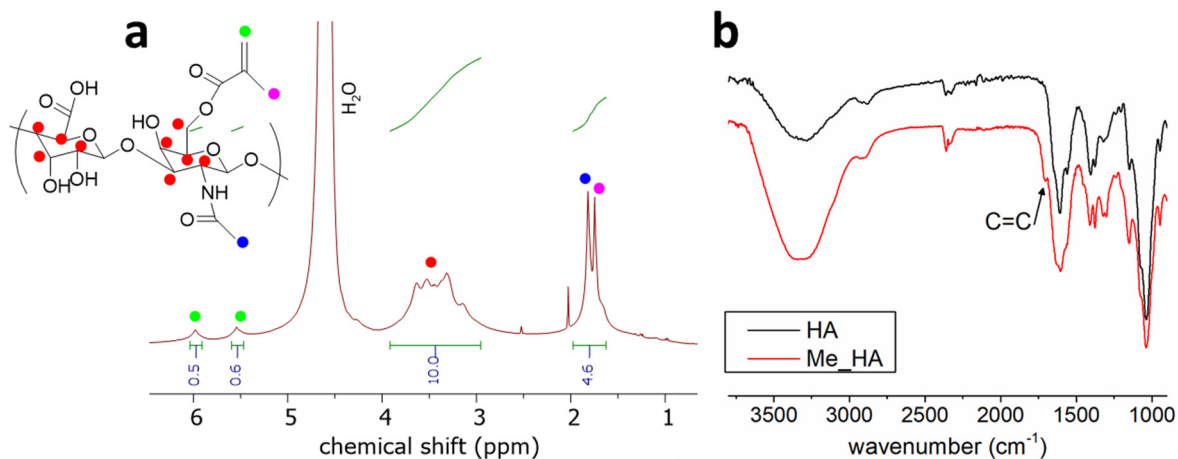 a
b
O
OH
O
O
HO
O
O
O
O
OH
OH
NH
O
H₂O
0.5
0.6
10.0
4.6
6 5 4 3 2 1
chemical shift (ppm)
C=C
HA
Me_HA
3500 3000 2500 2000 1500 1000
wavenumber (cm⁻¹)